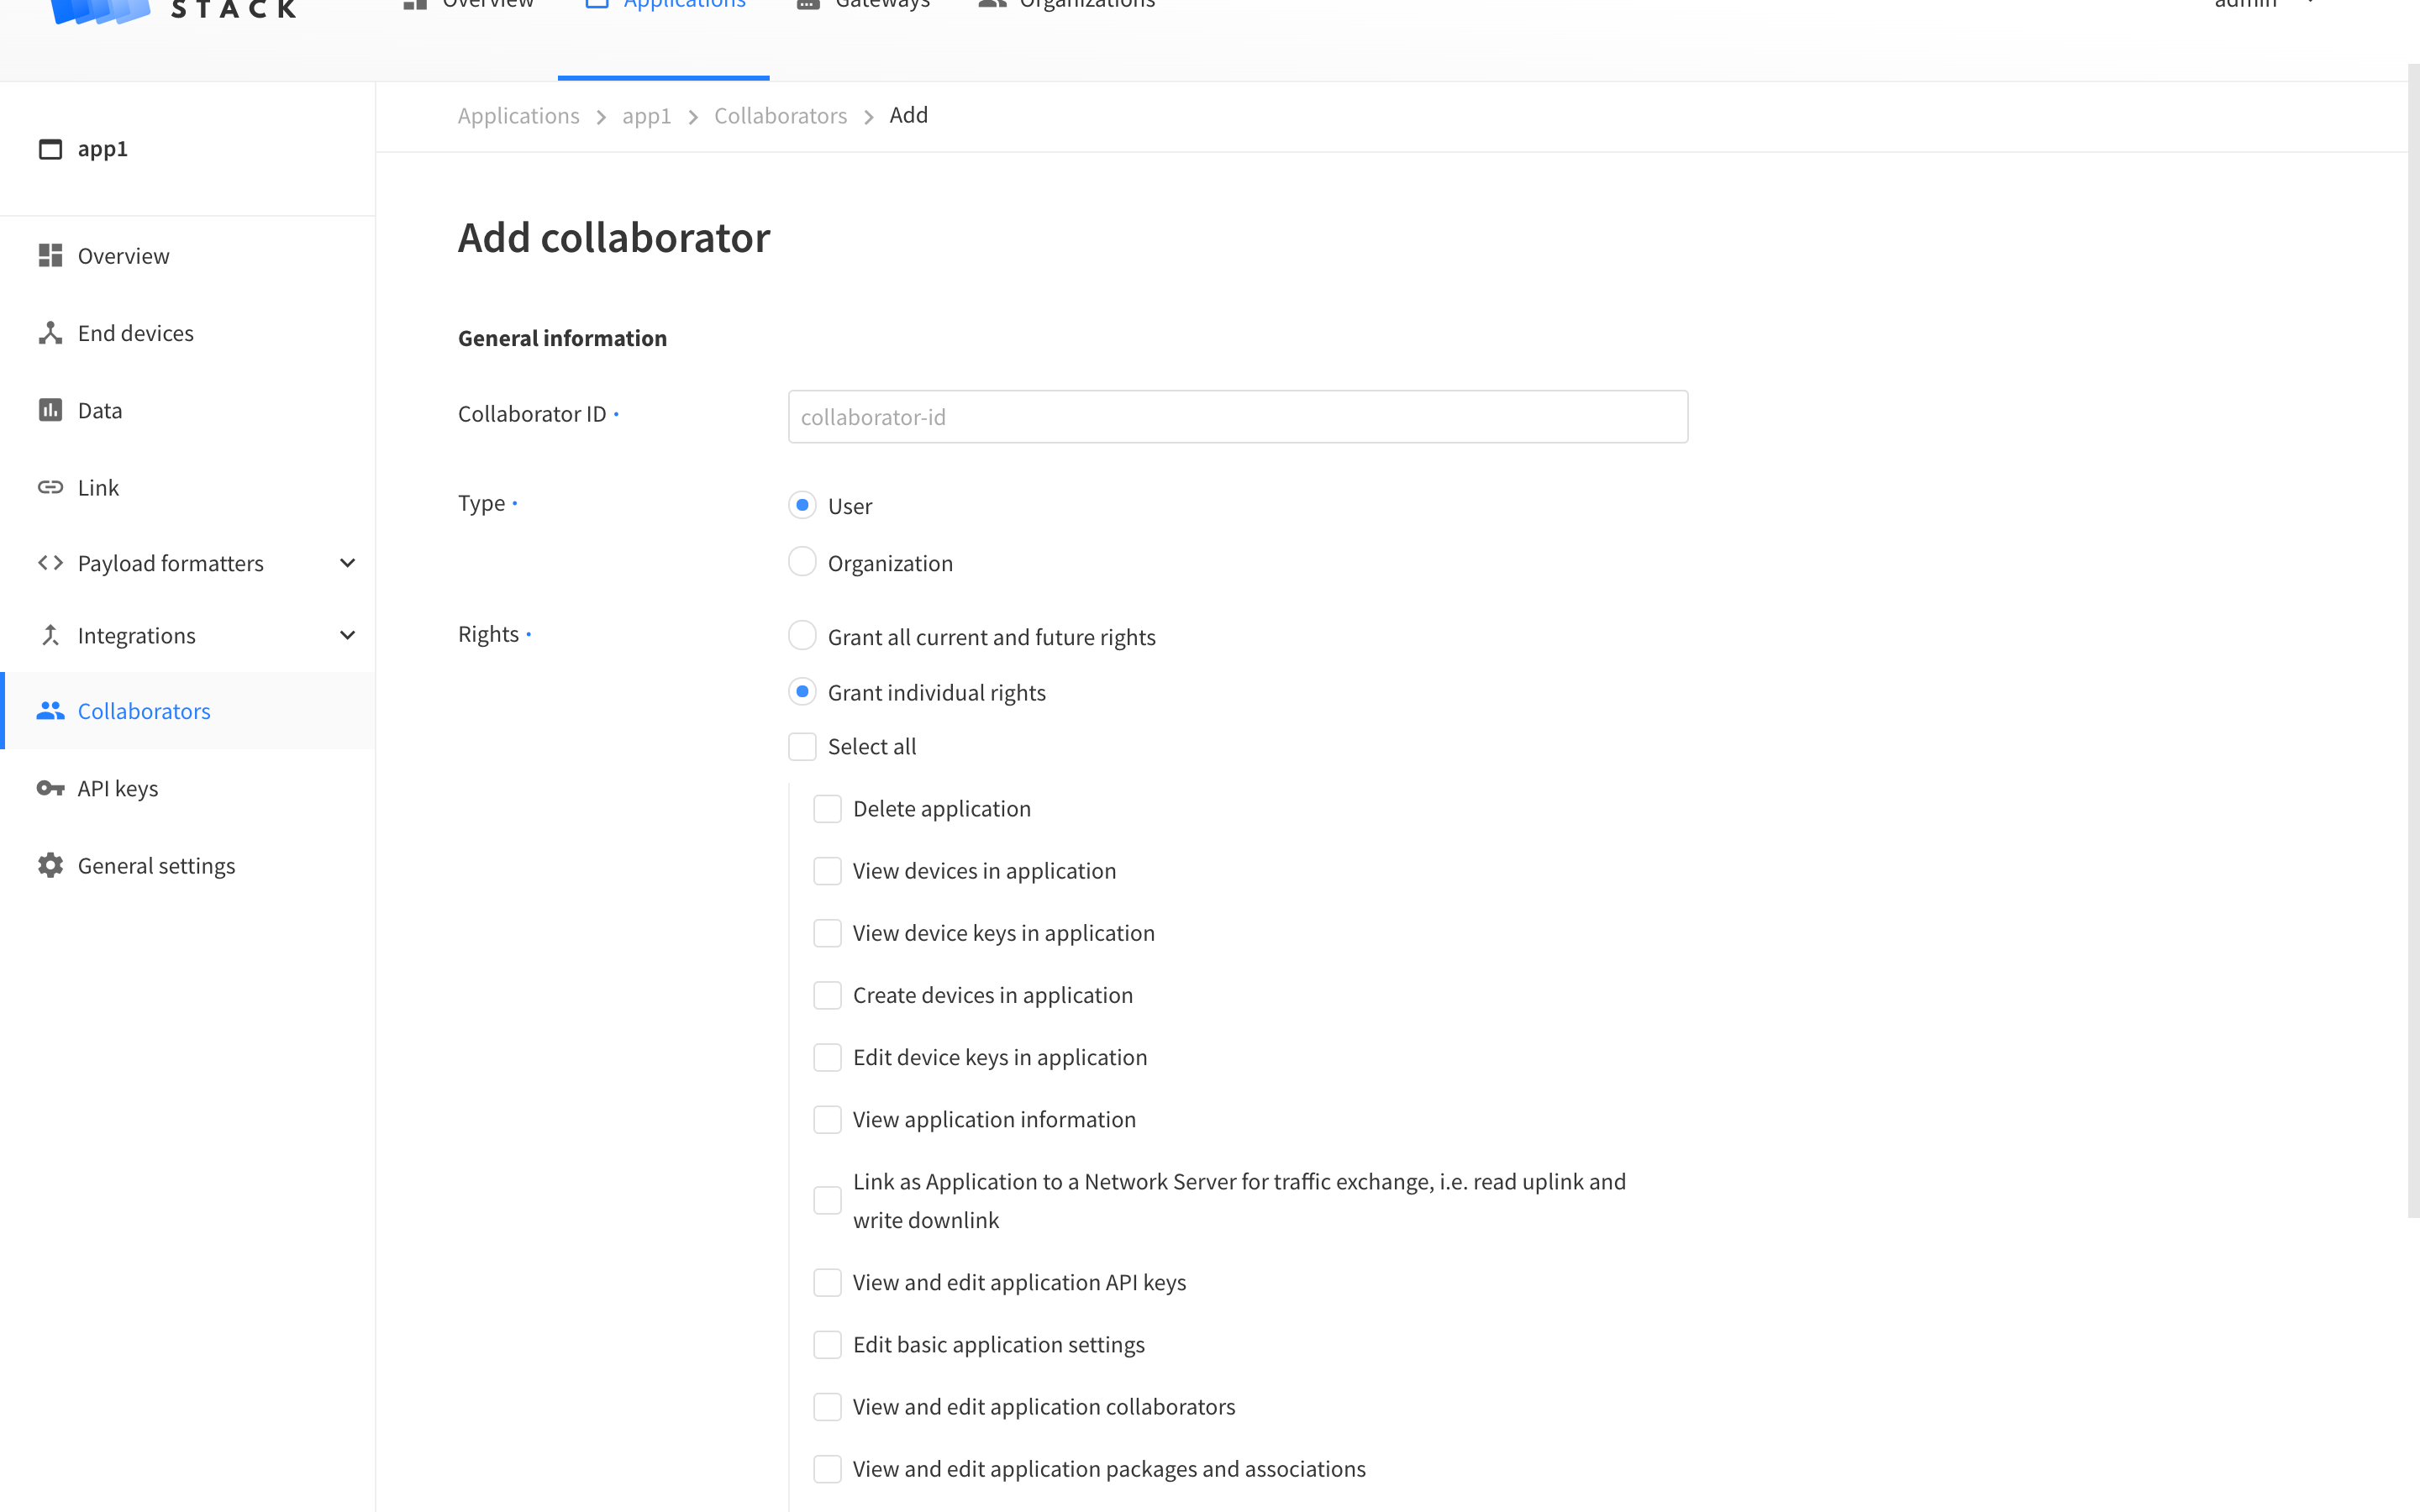 STACK
Overview
Applications
Gateways
Organizations
admin
app1
Overview
End devices
Data
Link
Payload formatters
Integrations
Collaborators
API keys
General settings
Applications > app1 > Collaborators > Add
Add collaborator
General information
Collaborator ID •
collaborator-id
Type •
User
Organization
Rights •
Grant all current and future rights
Grant individual rights
Select all
Delete application
View devices in application
View device keys in application
Create devices in application
Edit device keys in application
View application information
Link as Application to a Network Server for traffic exchange, i.e. read uplink and
write downlink
View and edit application API keys
Edit basic application settings
View and edit application collaborators
View and edit application packages and associations